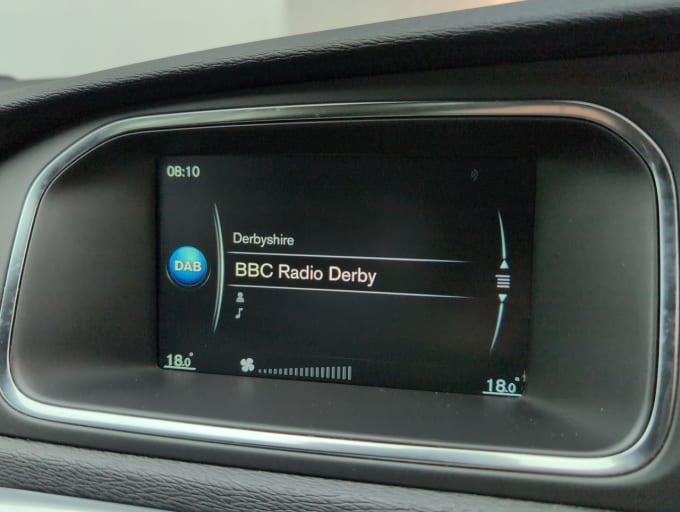 08:10
Derbyshire
DAB
BBC Radio Derby
18.0°
18.0°